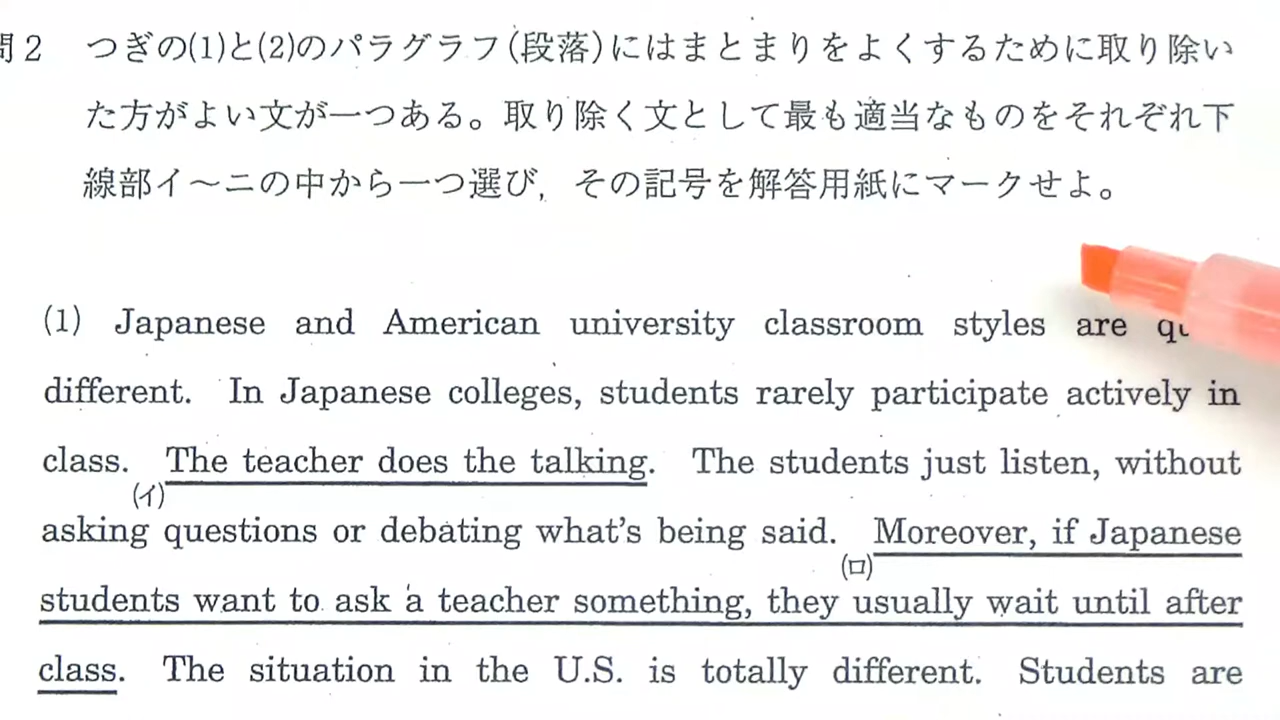 問2 つぎの(1)と(2)のパラグラフ(段落)にはまとまりをよくするために取り除い
た方がよい文が一つある。取り除く文として最も適当なものをそれぞれ下
線部イ～ニの中から一つ選び，その記号を解答用紙にマークせよ。
(1) Japanese and American university classroom styles are
different. In Japanese colleges, students rarely participate actively in
class. The teacher does the talking. The students just listen, without
(イ)
asking questions or debating what's being said. Moreover, if Japanese
(ロ)
students want to ask a teacher something, they usually wait until after
class. The situation in the U.S. is totally different. Students are